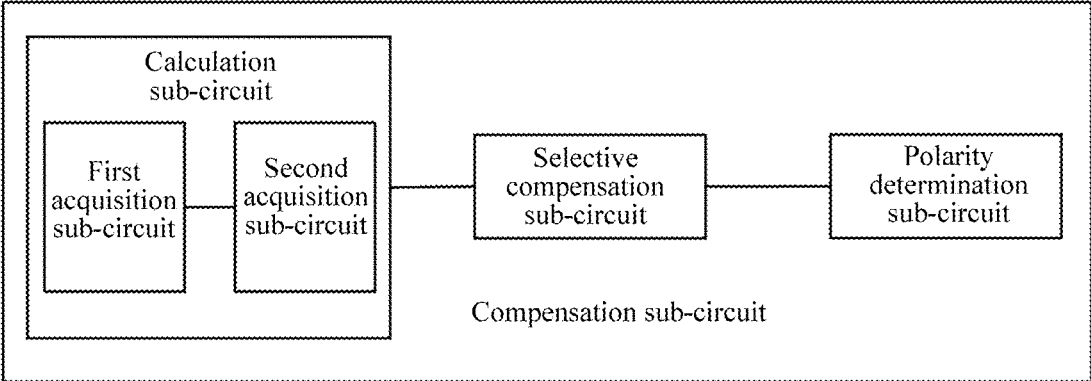 Calculation
sub-circuit
First
acquisition
sub-circuit
Second
acquisition
sub-circuit
Selective
compensation
sub-circuit
Polarity
determination
sub-circuit
Compensation sub-circuit